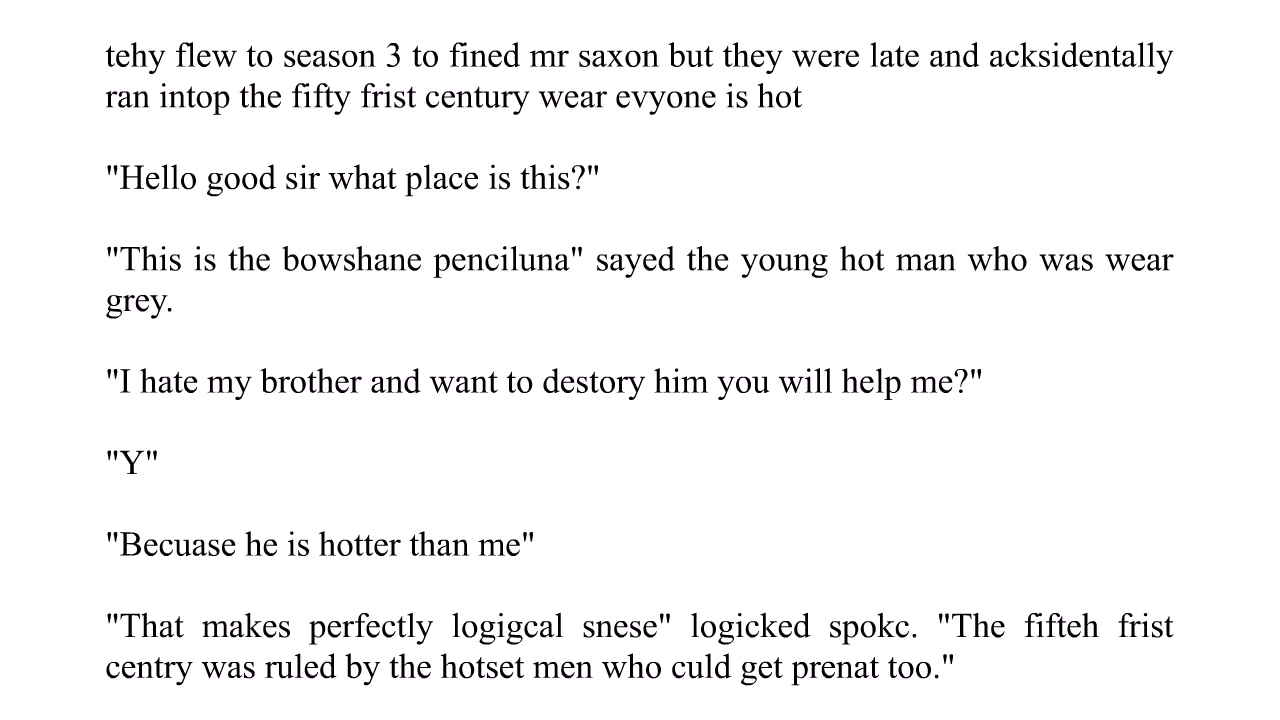 tehy flew to season 3 to fined mr saxon but they were late and acksidentally
ran intop the fifty frist century wear evyone is hot
"Hello good sir what place is this?"
"This is the bowshane penciluna" sayed the young hot man who was wear
grey.
"I hate my brother and want to destory him you will help me?"
"Y"
"Becuase he is hotter than me"
"That makes perfectly logigcal snese" logicked spokc. "The fifteh frist
centry was ruled by the hotset men who culd get prenat too."